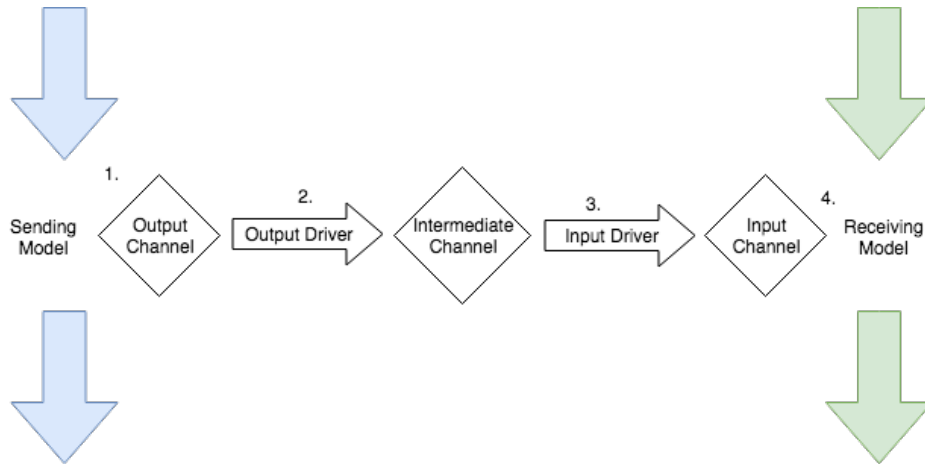 1.
2.
3.
4.
Sending
Model
Output
Channel
Output Driver
Intermediate
Channel
Input Driver
Input
Channel
Receiving
Model